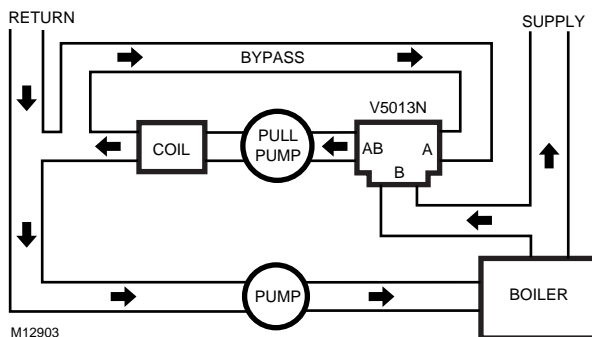 RETURN
SUPPLY
BYPASS
V5013N
COIL
PULL
PUMP
AB
A
B
PUMP
BOILER
M12903